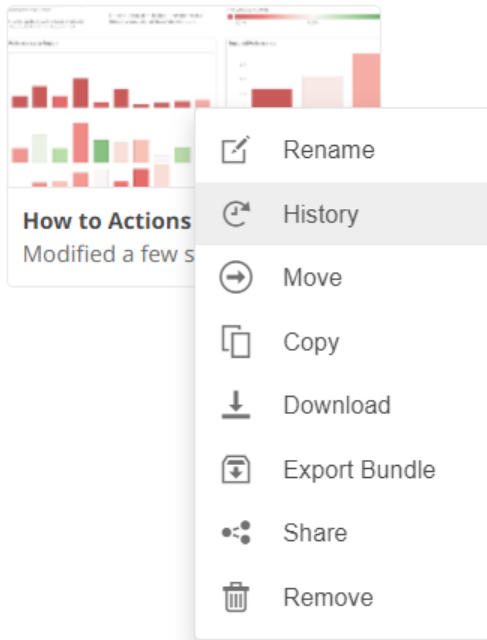 How to Actions
Modified a few s
Rename
History
Move
Copy
Download
Export Bundle
Share
Remove